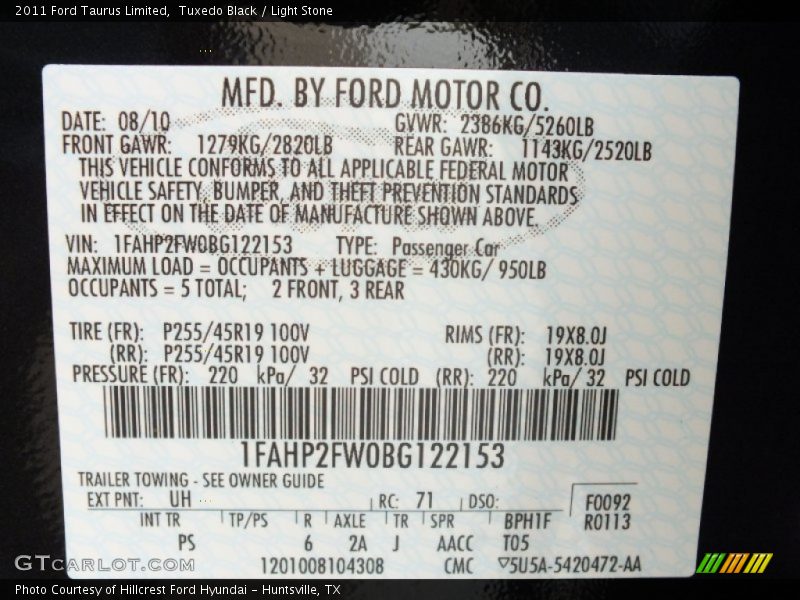 2011 Ford Taurus Limited,  Tuxedo Black / Light Stone
MFD. BY FORD MOTOR CO.
DATE: 08/10 GVWR: 2386KG/5260LB
FRONT GAWR: 1279KG/2820LB REAR GAWR: 1143KG/2520LB
THIS VEHICLE CONFORMS TO ALL APPLICABLE FEDERAL MOTOR
VEHICLE SAFETY, BUMPER, AND THEFT PREVENTION STANDARDS
IN EFFECT ON THE DATE OF MANUFACTURE SHOWN ABOVE.
VIN: 1FAHP2FW0BG122153 TYPE: Passenger Car
MAXIMUM LOAD = OCCUPANTS + LUGGAGE = 430KG/ 950LB
OCCUPANTS = 5 TOTAL; 2 FRONT, 3 REAR
TIRE (FR): P255/45R19 100V RIMS (FR): 19X8.0J
(RR): P255/45R19 100V (RR): 19X8.0J
PRESSURE (FR): 220 kPa/ 32 PSI COLD (RR): 220 kPa/ 32 PSI COLD
1FAHP2FW0BG122153
TRAILER TOWING - SEE OWNER GUIDE
EXT PNT: UH RC: 71 DSO: F0092
INT TR TP/PS R AXLE TR SPR BPH1F R0113
PS 6 2A J AACC T05
1201008104308 CMC ▽5U5A-5420472-AA
GTCARLOT.COM
Photo Courtesy of Hillcrest Ford Hyundai – Huntsville, TX